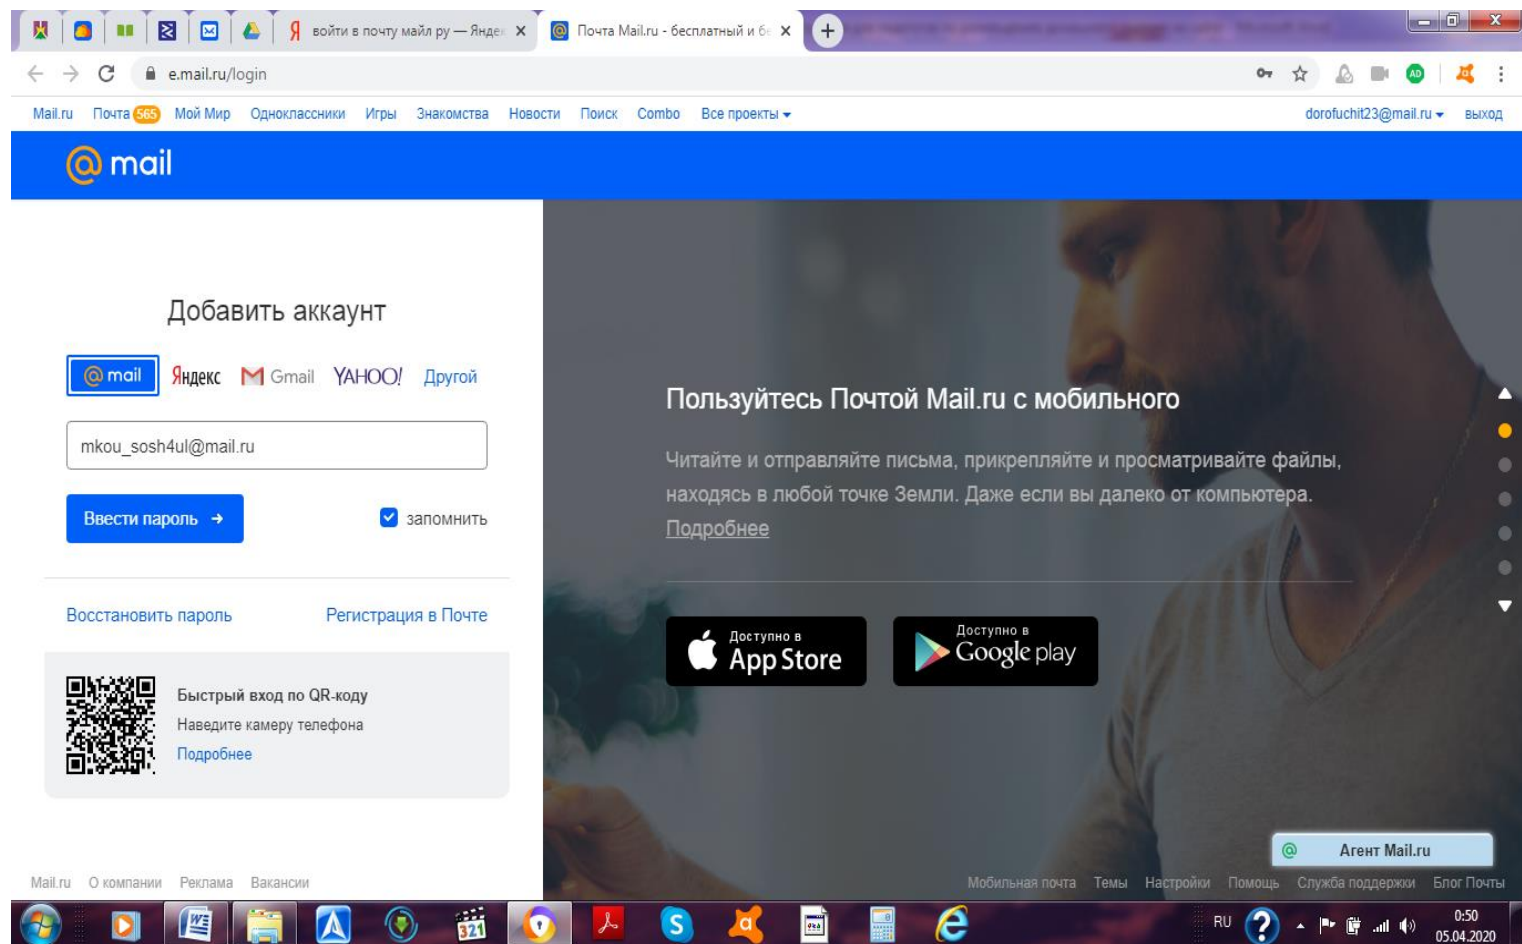 войти в почту майл ру — Яндек
Почта Mail.ru - бесплатный и бе
e.mail.ru/login
Mail.ru Почта 565 Мой Мир Одноклассники Игры Знакомства Новости Поиск Combo Все проекты
dorofuchit23@mail.ru выход
@mail
Добавить аккаунт
@mail Яндекс Gmail YAHOO! Другой
mkou_sosh4ul@mail.ru
Ввести пароль →
запомнить
Восстановить пароль Регистрация в Почте
Быстрый вход по QR-коду
Наведите камеру телефона
Подробнее
Пользуйтесь Почтой Mail.ru с мобильного
Читайте и отправляйте письма, прикрепляйте и просматривайте файлы,
находясь в любой точке Земли. Даже если вы далеко от компьютера.
Подробнее
Доступно в
App Store
Доступно в
Google play
Агент Mail.ru
Mail.ru О компании Реклама Вакансии
Мобильная почта Темы Настройки Помощь Служба поддержки Блог Почты
321
RU
0:50
05.04.2020